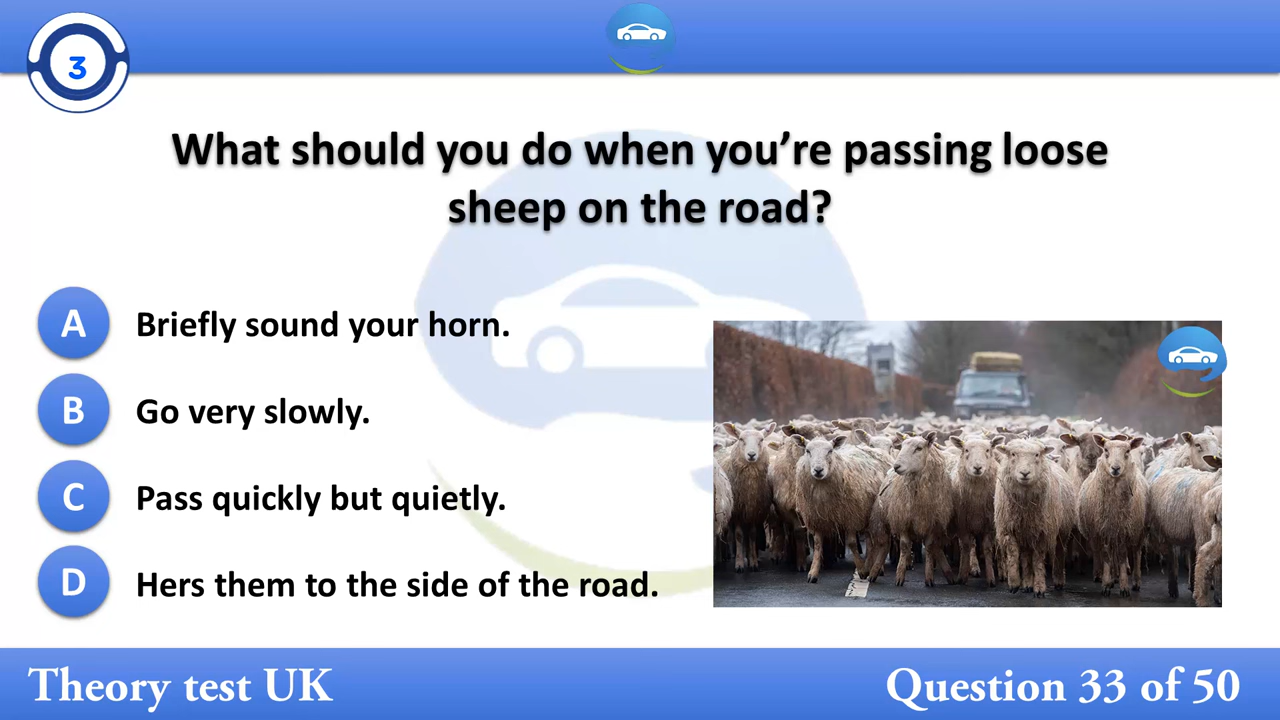 3
What should you do when you’re passing loose
sheep on the road?
A Briefly sound your horn.
B Go very slowly.
C Pass quickly but quietly.
D Hers them to the side of the road.
Theory test UK
Question 33 of 50